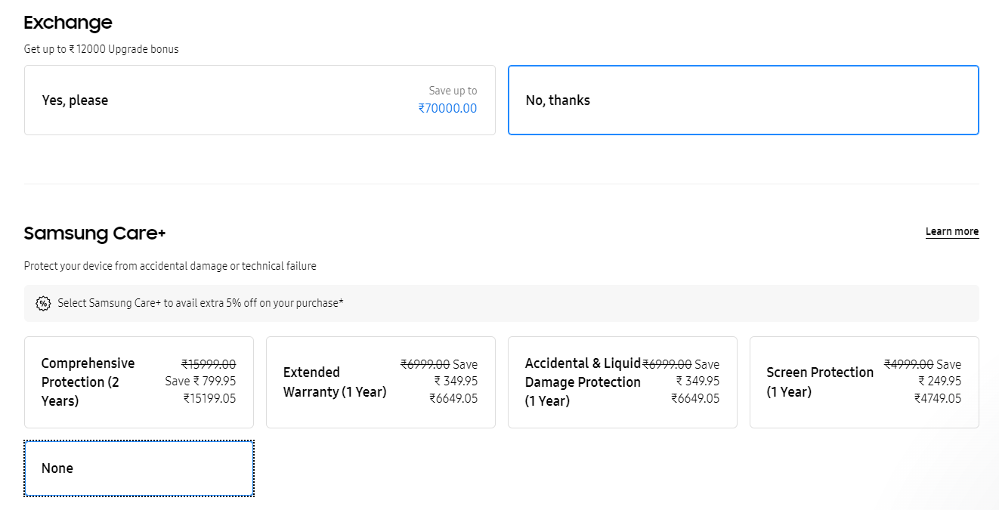 Exchange
Get up to ₹ 12000 Upgrade bonus
Yes, please
Save up to
₹70000.00
No, thanks
Samsung Care+
Learn more
Protect your device from accidental damage or technical failure
% Select Samsung Care+ to avail extra 5% off on your purchase*
Comprehensive
Protection (2
Years)
₹15999.00
Save ₹ 799.95
₹15199.05
Extended
Warranty (1 Year)
₹6999.00 Save
₹ 349.95
₹6649.05
Accidental & Liquid
Damage Protection
(1 Year)
₹6999.00 Save
₹ 349.95
₹6649.05
Screen Protection
(1 Year)
₹4999.00 Save
₹ 249.95
₹4749.05
None